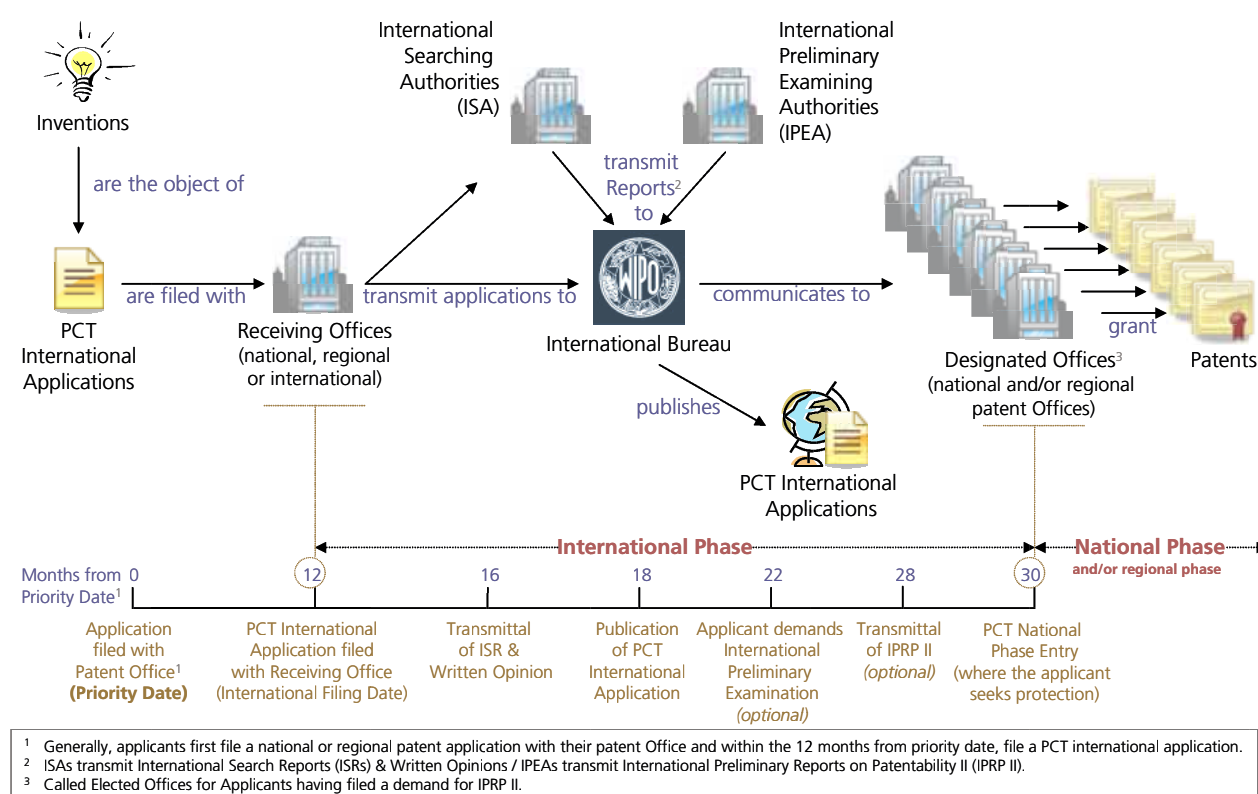 International
Searching
Authorities
(ISA)
International
Preliminary
Examining
Authorities
(IPEA)
Inventions
are the object of
transmit
Reports²
to
PCT
International
Applications
are filed with
Receiving Offices
(national, regional
or international)
transmit applications to
WIPO
International Bureau
communicates to
Designated Offices³
(national and/or regional
patent Offices)
grant
Patents
publishes
PCT International
Applications
International Phase
National Phase
and/or regional phase
Months from
Priority Date¹
0
12
16
18
22
28
30
Application
filed with
Patent Office¹
(Priority Date)
PCT International
Application filed
with Receiving Office
(International Filing Date)
Transmittal
of ISR &
Written Opinion
Publication
of PCT
International
Application
Applicant demands
International
Preliminary
Examination
(optional)
Transmittal
of IPRP II
(optional)
PCT National
Phase Entry
(where the applicant
seeks protection)
¹ Generally, applicants first file a national or regional patent application with their patent Office and within the 12 months from priority date, file a PCT international application.
² ISAs transmit International Search Reports (ISRs) & Written Opinions / IPEAs transmit International Preliminary Reports on Patentability II (IPRP II).
³ Called Elected Offices for Applicants having filed a demand for IPRP II.